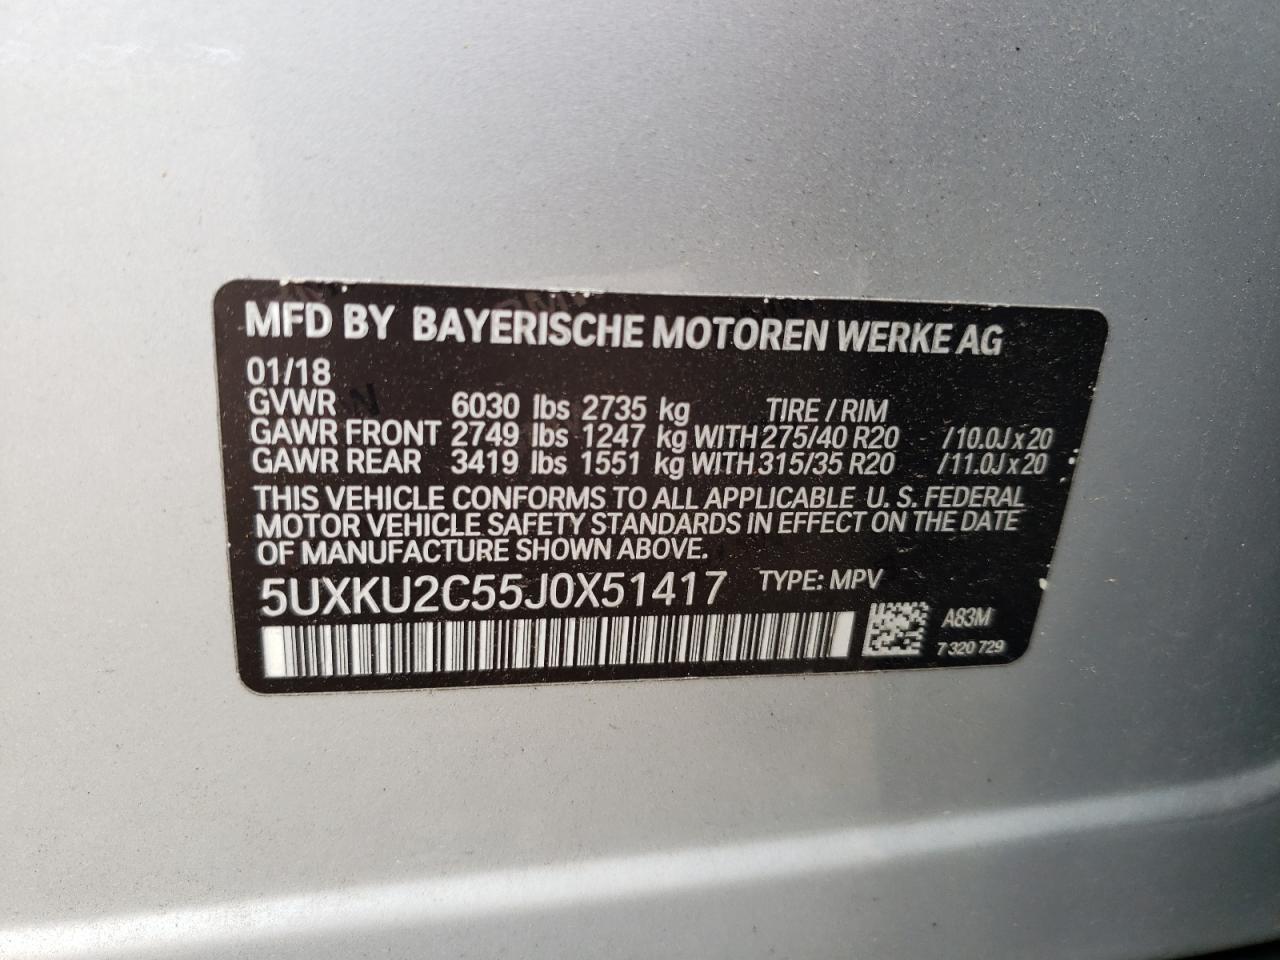 MFD BY BAYERISCHE MOTOREN WERKE AG
01/18
GVWR 6030 lbs 2735 kg TIRE / RIM
GAWR FRONT 2749 lbs 1247 kg WITH 275/40 R20 /10.0J x 20
GAWR REAR 3419 lbs 1551 kg WITH 315/35 R20 /11.0J x 20
THIS VEHICLE CONFORMS TO ALL APPLICABLE U. S. FEDERAL
MOTOR VEHICLE SAFETY STANDARDS IN EFFECT ON THE DATE
OF MANUFACTURE SHOWN ABOVE.
5UXKU2C55J0X51417 TYPE: MPV
A83M
7 320 729